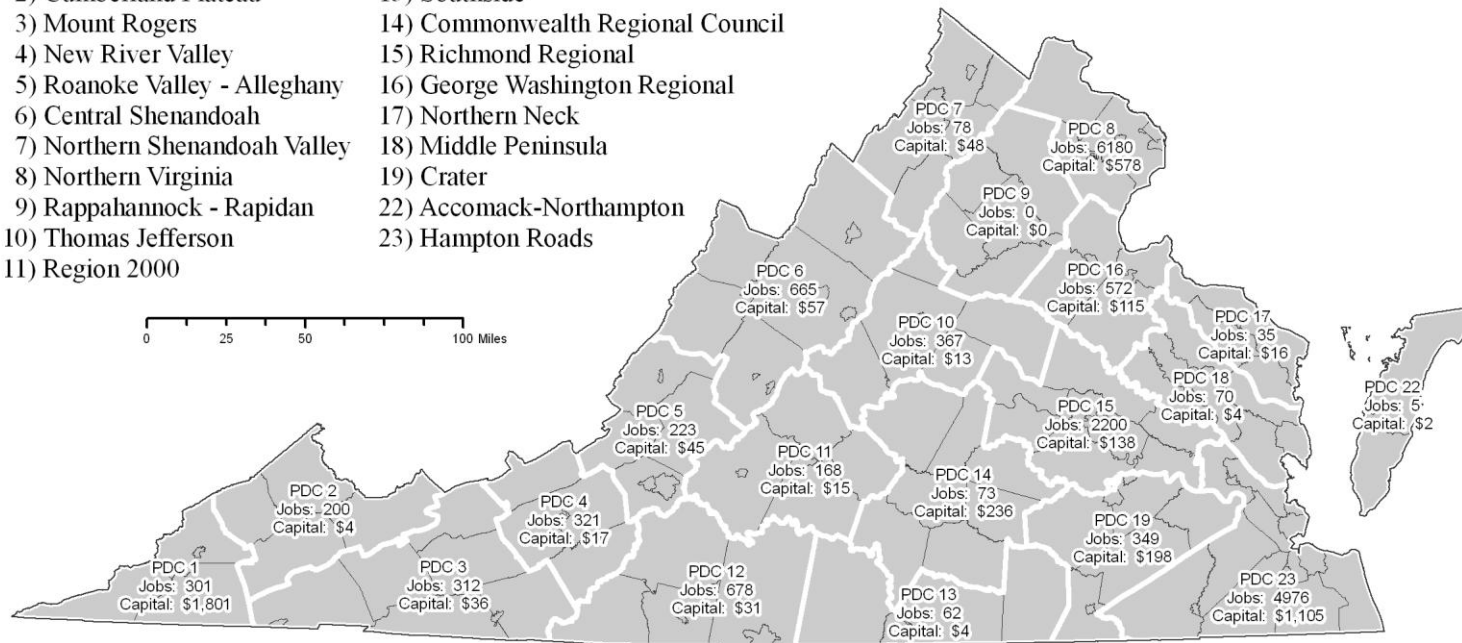 2) Cumberland Plateau
3) Mount Rogers
4) New River Valley
5) Roanoke Valley - Alleghany
6) Central Shenandoah
7) Northern Shenandoah Valley
8) Northern Virginia
9) Rappahannock - Rapidan
10) Thomas Jefferson
11) Region 2000
13) Southside
14) Commonwealth Regional Council
15) Richmond Regional
16) George Washington Regional
17) Northern Neck
18) Middle Peninsula
19) Crater
22) Accomack-Northampton
23) Hampton Roads
0 25 50 100 Miles
PDC 7
Jobs: 78
Capital: $48
PDC 8
Jobs: 6180
Capital: $578
PDC 9
Jobs: 0
Capital: $0
PDC 6
Jobs: 665
Capital: $57
PDC 16
Jobs: 572
Capital: $115
PDC 10
Jobs: 367
Capital: $13
PDC 17
Jobs: 35
Capital: $16
PDC 18
Jobs: 70
Capital: $4
PDC 22
Jobs: 5
Capital: $2
PDC 5
Jobs: 223
Capital: $45
PDC 15
Jobs: 2200
Capital: $138
PDC 11
Jobs: 168
Capital: $15
PDC 14
Jobs: 73
Capital: $236
PDC 2
Jobs: 200
Capital: $4
PDC 4
Jobs: 321
Capital: $17
PDC 19
Jobs: 349
Capital: $198
PDC 1
Jobs: 301
Capital: $1,801
PDC 3
Jobs: 312
Capital: $36
PDC 12
Jobs: 678
Capital: $31
PDC 13
Jobs: 62
Capital: $4
PDC 23
Jobs: 4976
Capital: $1,105